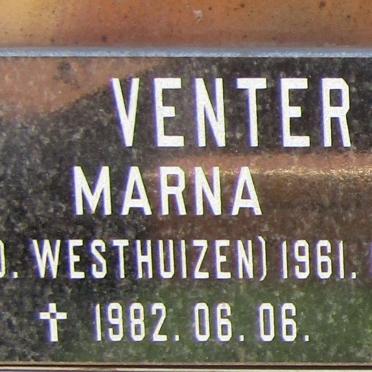 VENTER
MARNA
D. WESTHUIZEN) 1961.
✝ 1982. 06. 06.